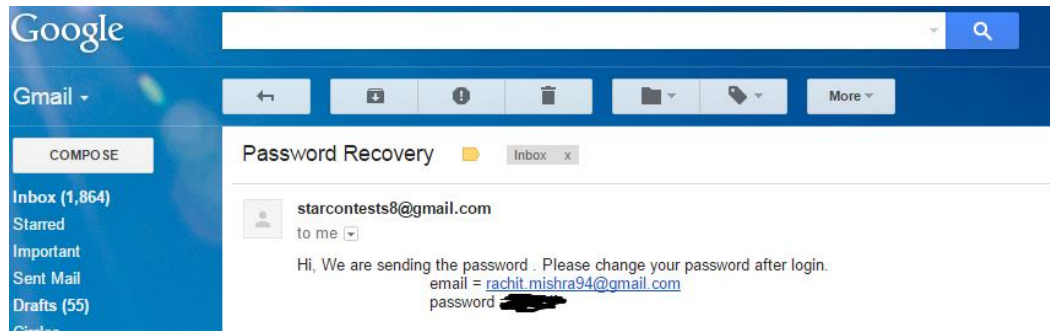 Google
Gmail
More
COMPOSE
Password Recovery
Inbox x
Inbox (1,864)
Starred
Important
Sent Mail
Drafts (55)
Circles
starcontests8@gmail.com
to me
Hi, We are sending the password . Please change your password after login.
email = rachit.mishra94@gmail.com
password